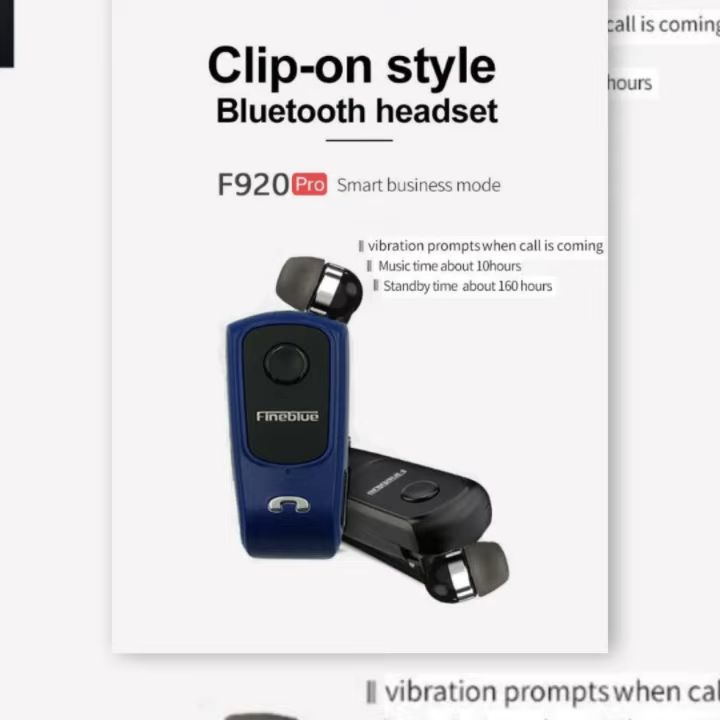 call is coming
hours
Clip-on style
Bluetooth headset
F920 Pro Smart business mode
vibration prompts when call is coming
Music time about 10hours
Standby time about 160 hours
Fineblue
Fineblue
vibration prompts when cal